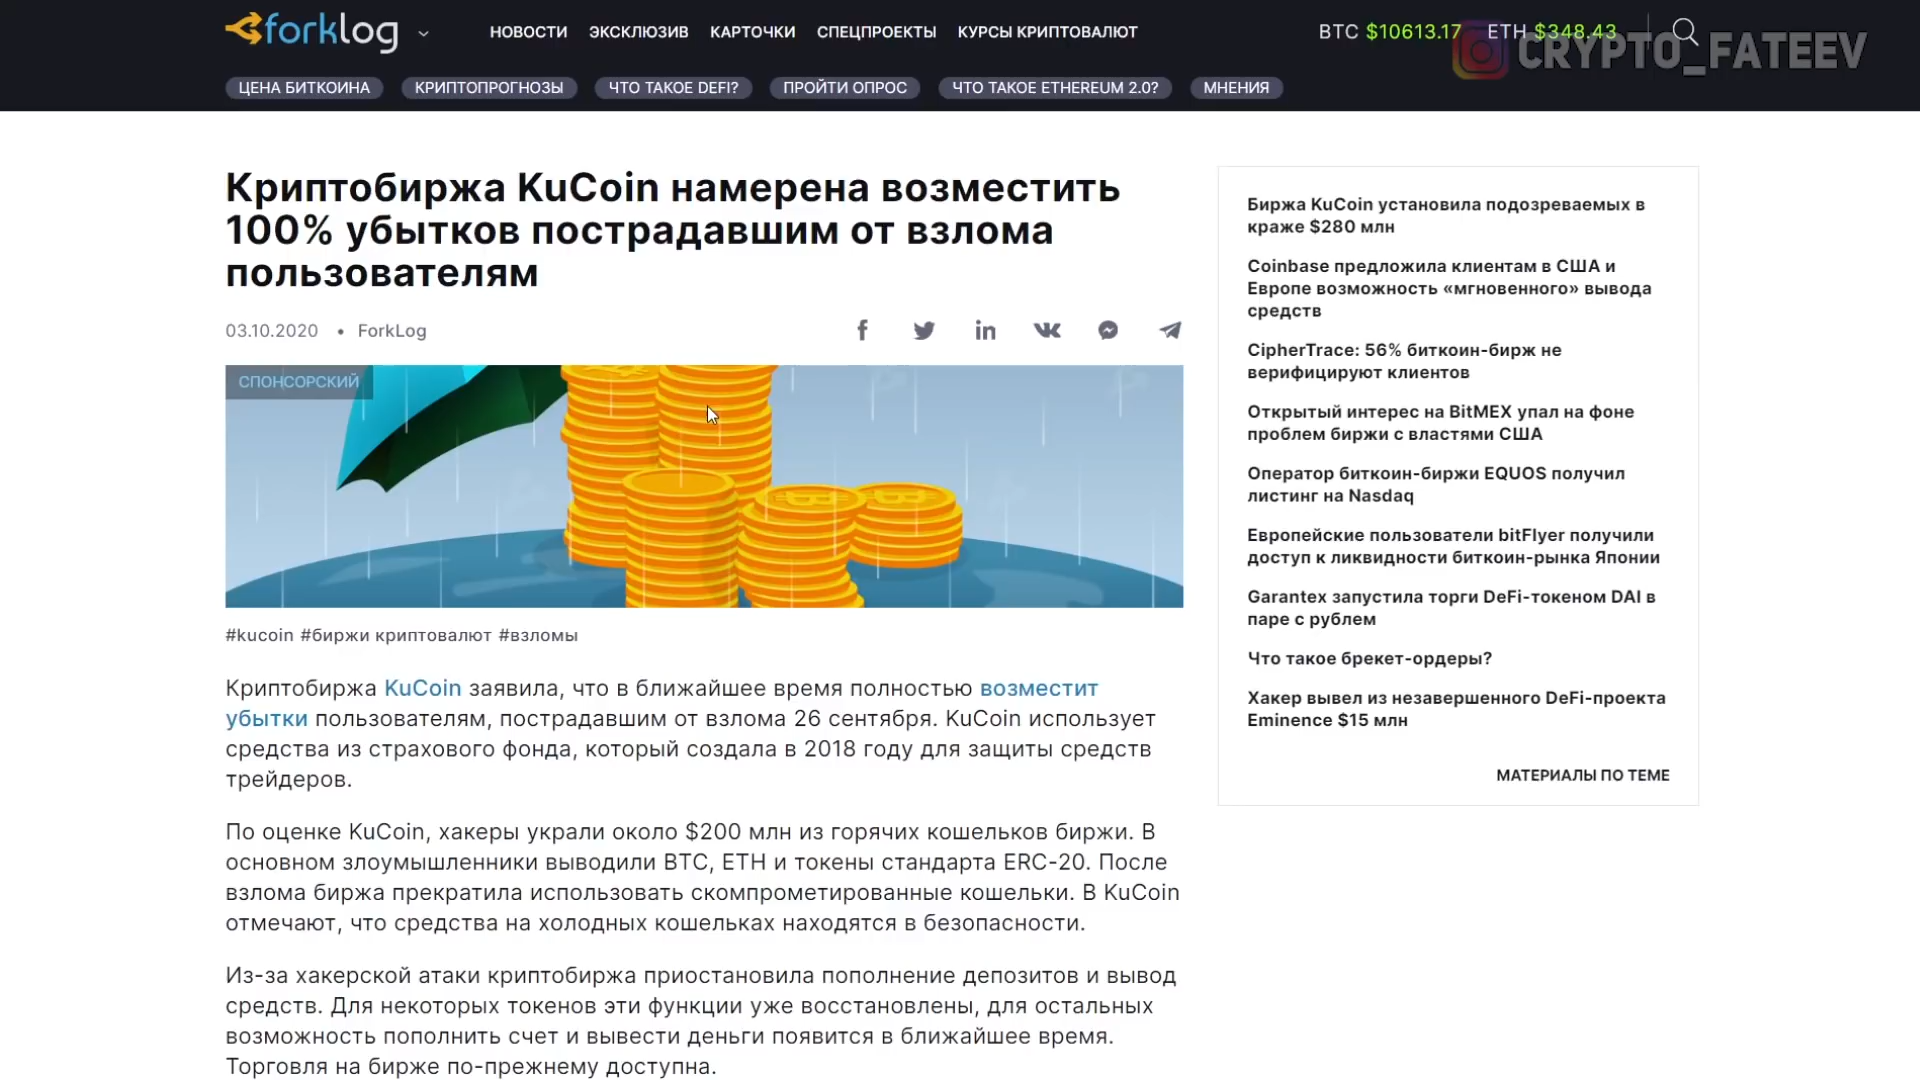 forklog
НОВОСТИ ЭКСКЛЮЗИВ КАРТОЧКИ СПЕЦПРОЕКТЫ КУРСЫ КРИПТОВАЛЮТ
BTC $10613.17 ETH $348.43
CRYPTO_FATEEV
ЦЕНА БИТКОИНА КРИПТОПРОГНОЗЫ ЧТО ТАКОЕ DEFI? ПРОЙТИ ОПРОС ЧТО ТАКОЕ ETHEREUM 2.0? МНЕНИЯ
Криптобиржа KuCoin намерена возместить
100% убытков пострадавшим от взлома
пользователям
03.10.2020 • ForkLog
СПОНСОРСКИЙ
#kucoin #биржи криптовалют #взломы
Криптобиржа KuCoin заявила, что в ближайшее время полностью возместит
убытки пользователям, пострадавшим от взлома 26 сентября. KuCoin использует
средства из страхового фонда, который создала в 2018 году для защиты средств
трейдеров.
По оценке KuCoin, хакеры украли около $200 млн из горячих кошельков биржи. В
основном злоумышленники выводили BTC, ETH и токены стандарта ERC-20. После
взлома биржа прекратила использовать скомпрометированные кошельки. В KuCoin
отмечают, что средства на холодных кошельках находятся в безопасности.
Из-за хакерской атаки криптобиржа приостановила пополнение депозитов и вывод
средств. Для некоторых токенов эти функции уже восстановлены, для остальных
возможность пополнить счет и вывести деньги появится в ближайшее время.
Торговля на бирже по-прежнему доступна.
Биржа KuCoin установила подозреваемых в
краже $280 млн
Coinbase предложила клиентам в США и
Европе возможность «мгновенного» вывода
средств
CipherTrace: 56% биткоин-бирж не
верифицируют клиентов
Открытый интерес на BitMEX упал на фоне
проблем биржи с властями США
Оператор биткоин-биржи EQUOS получил
листинг на Nasdaq
Европейские пользователи bitFlyer получили
доступ к ликвидности биткоин-рынка Японии
Garantex запустила торги DeFi-токеном DAI в
паре с рублем
Что такое брекет-ордеры?
Хакер вывел из незавершенного DeFi-проекта
Eminence $15 млн
МАТЕРИАЛЫ ПО ТЕМЕ